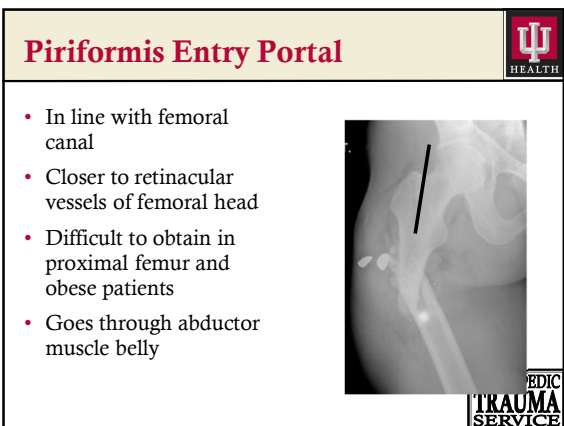 Piriformis Entry Portal
HEALTH
• In line with femoral
canal
• Closer to retinacular
vessels of femoral head
• Difficult to obtain in
proximal femur and
obese patients
• Goes through abductor
muscle belly
EDIC
TRAUMA
SERVICE